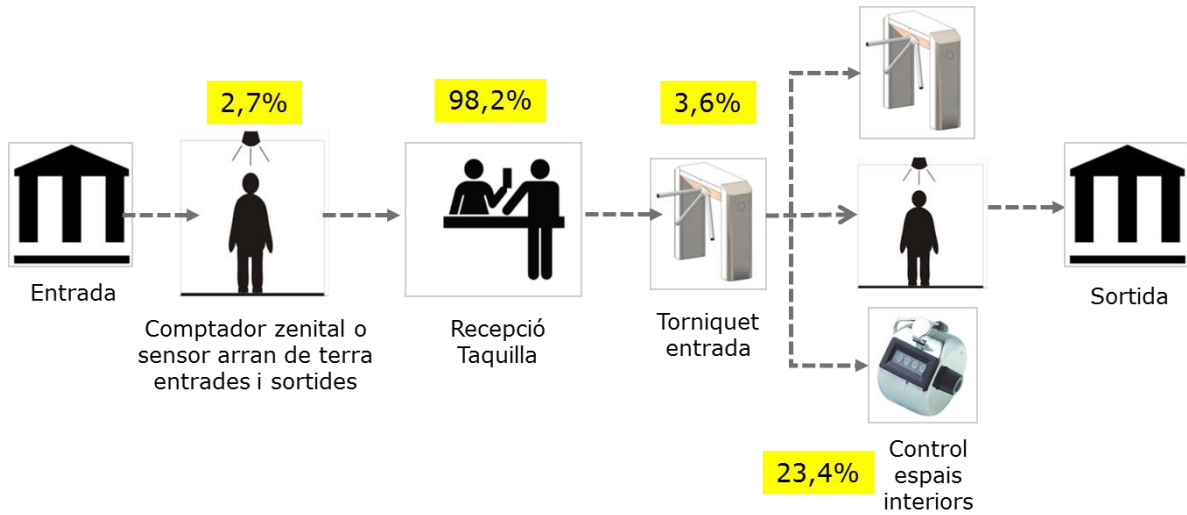 2,7%
98,2%
3,6%
Entrada
Comptador zenital o
sensor arran de terra
entrades i sortides
Recepció
Taquilla
Torniquet
entrada
Sortida
0000
23,4%
Control
espais
interiors